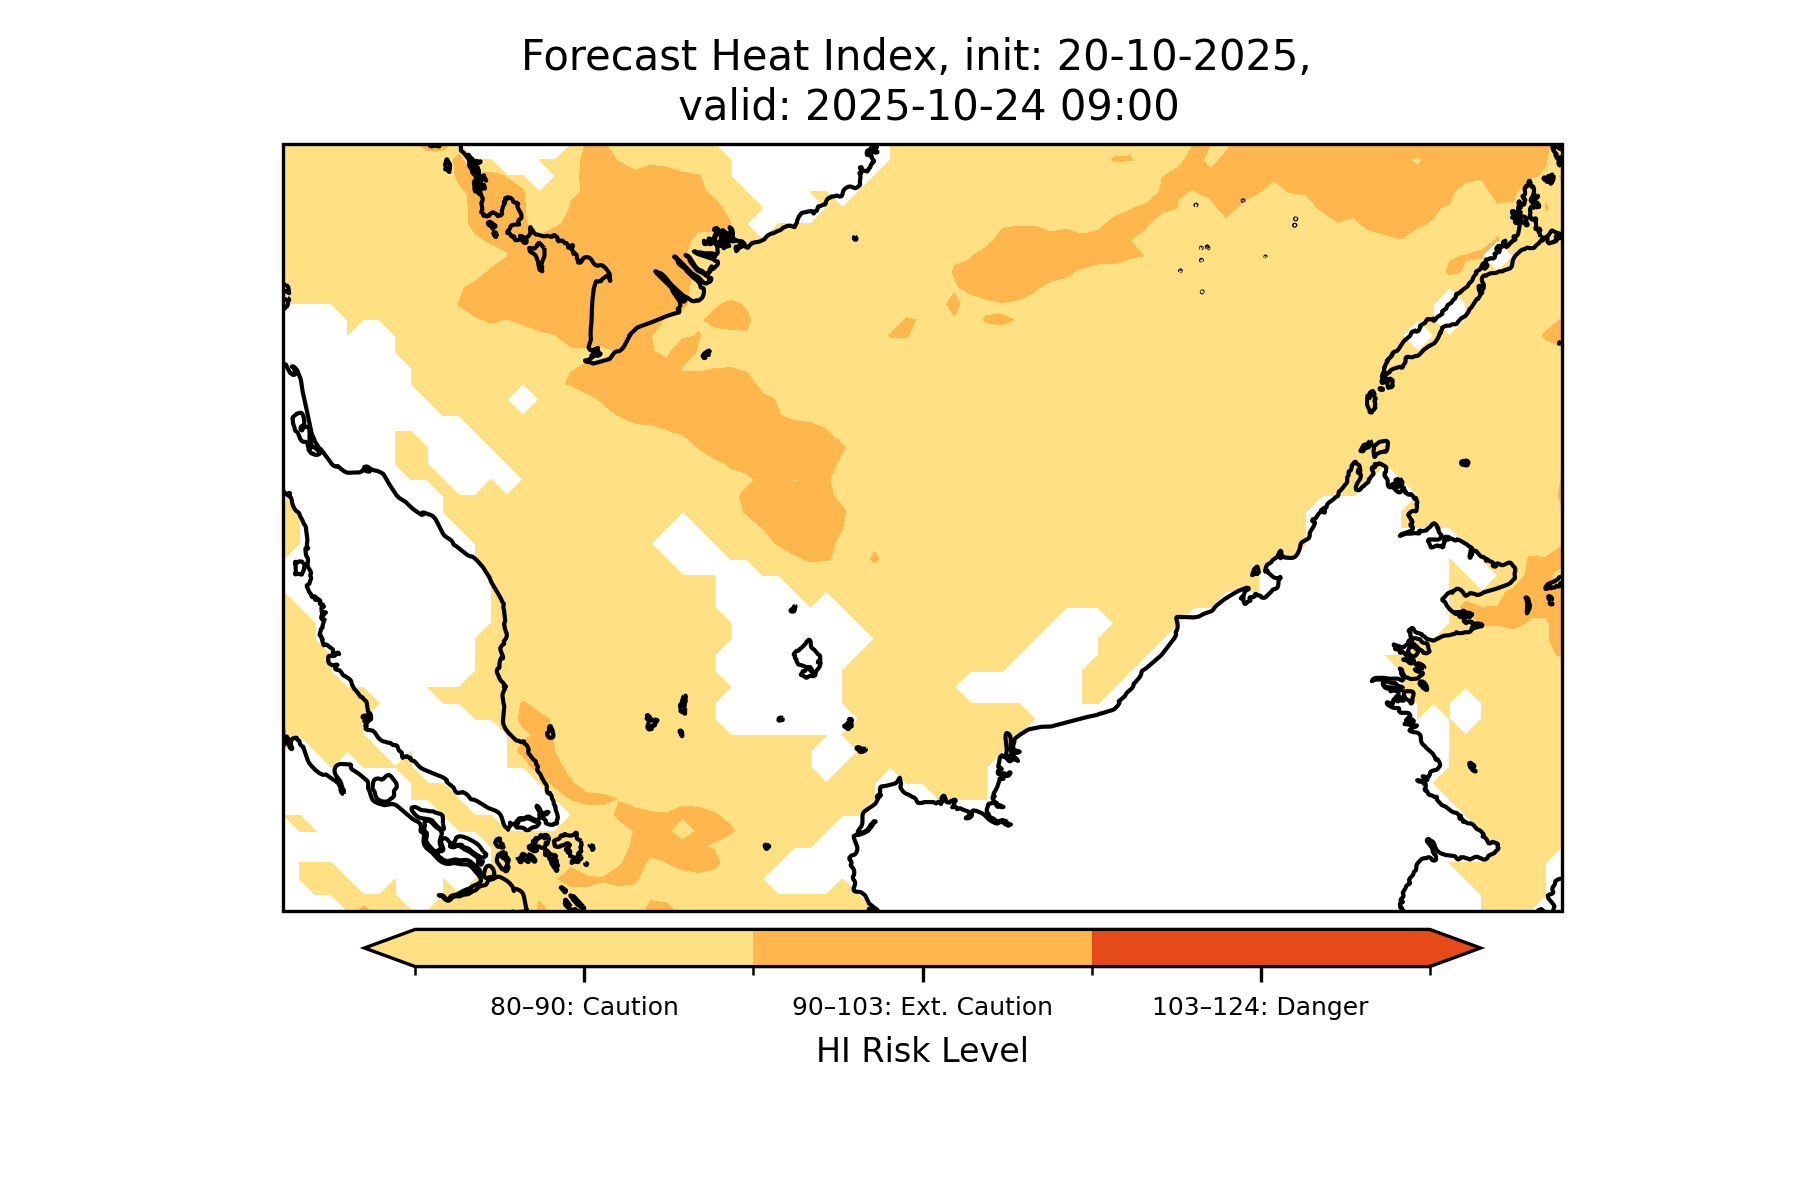 Forecast Heat Index, init: 20-10-2025,
valid: 2025-10-24 09:00
80–90: Caution
90–103: Ext. Caution
103–124: Danger
HI Risk Level